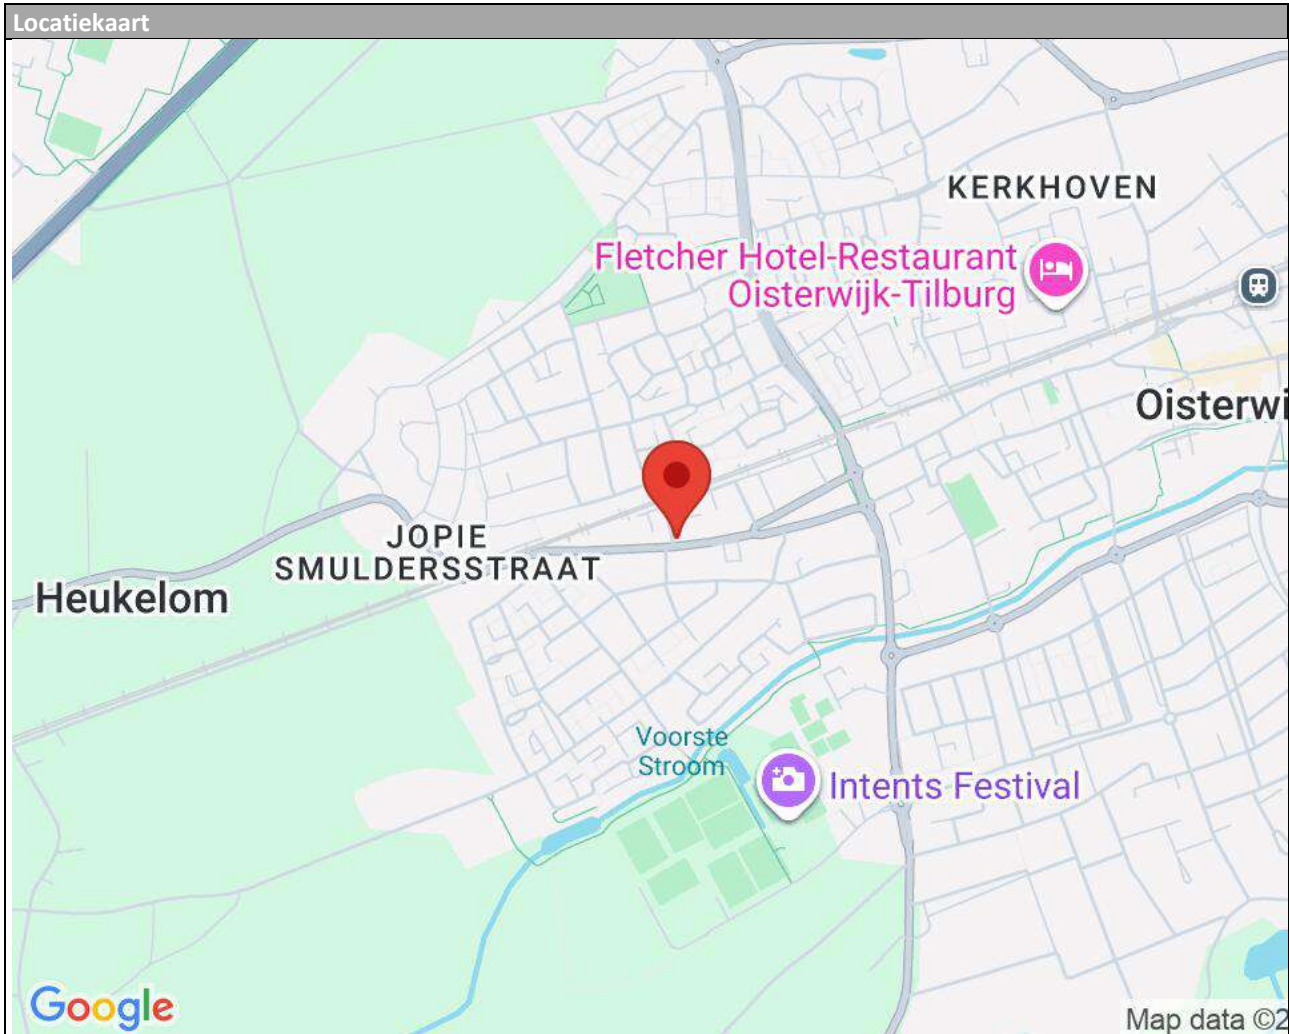 Locatiekaart
KERKHOVEN
Fletcher Hotel-Restaurant
Oisterwijk-Tilburg
Oisterwi
JOPIE
SMULDERSSTRAAT
Heukelom
Voorste
Stroom
Intents Festival
Google
Map data ©2